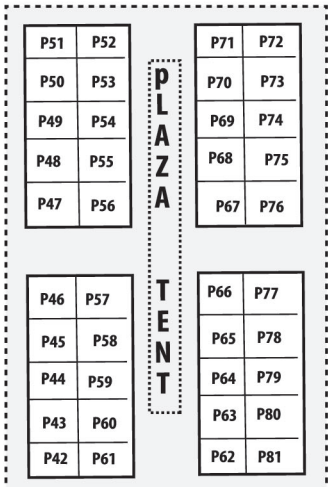 P51 P52
P50 P53
P49 P54
P48 P55
P47 P56
P46 P57
P45 P58
P44 P59
P43 P60
P42 P61
pLAZA TENT
P71 P72
P70 P73
P69 P74
P68 P75
P67 P76
P66 P77
P65 P78
P64 P79
P63 P80
P62 P81